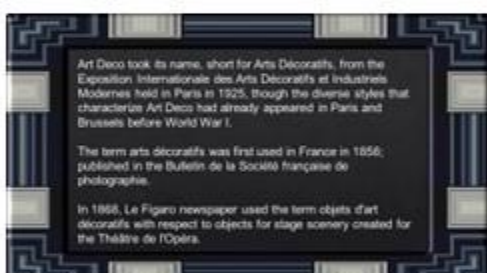 Art Deco took its name, short for Arts Décoratifs, from the
Exposition Internationale des Arts Décoratifs et Industriels
Modernes held in Paris in 1925, though the diverse styles that
characterize Art Deco had already appeared in Paris and
Brussels before World War I.
The term arts décoratifs was first used in France in 1858;
published in the Bulletin de la Société française de
photographie.
In 1868, Le Figaro newspaper used the term objets d'art
décoratifs with respect to objects for stage scenery created for
the Théâtre de l'Opéra.